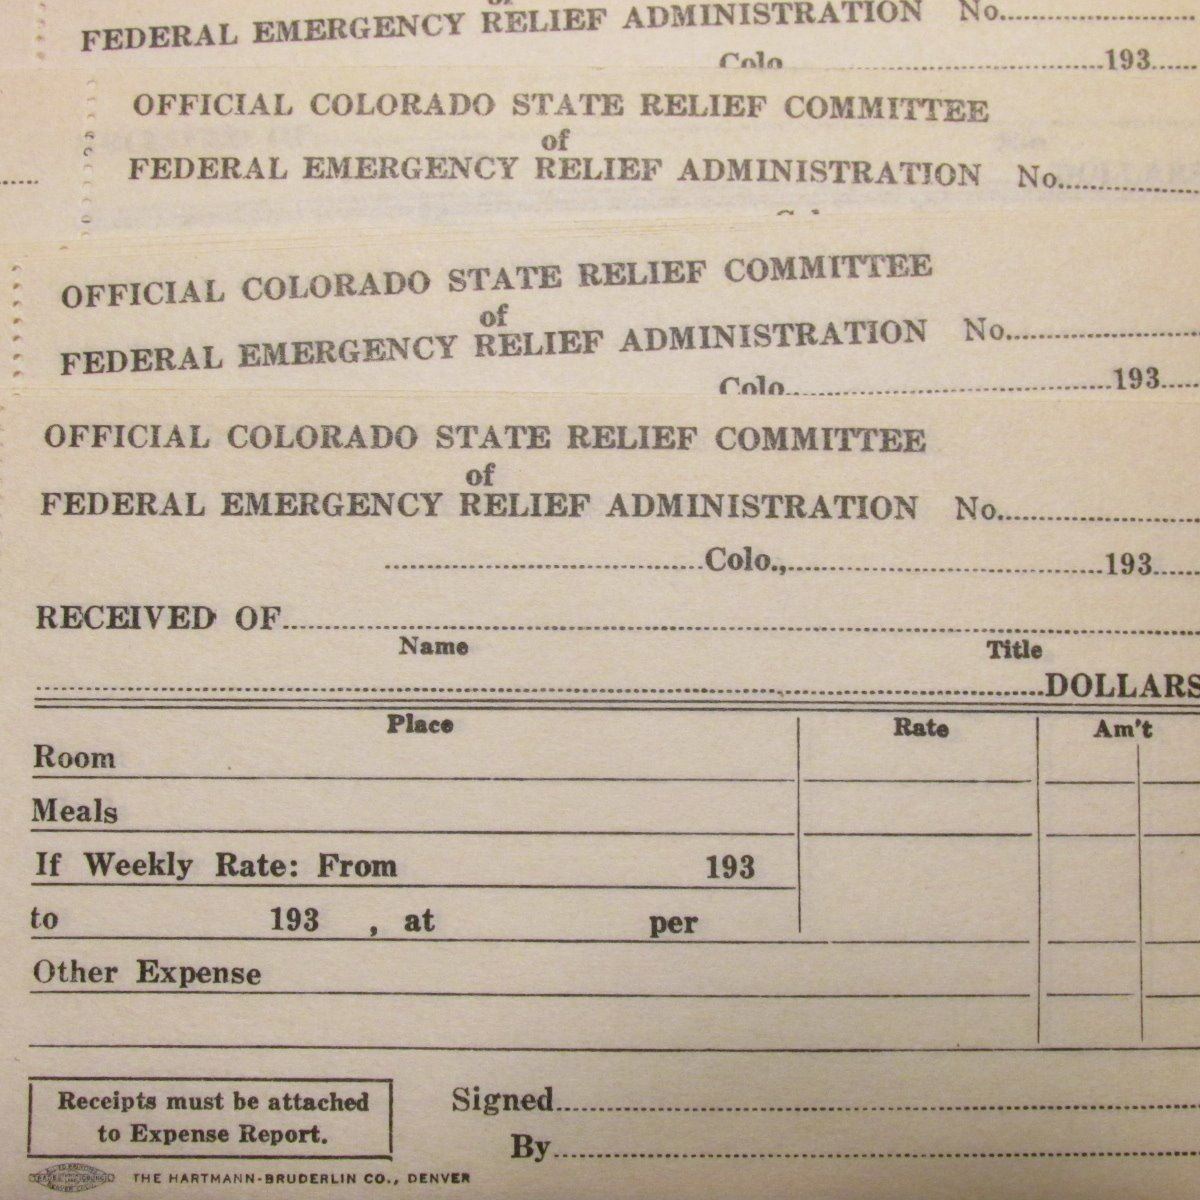 of
FEDERAL EMERGENCY RELIEF ADMINISTRATION No.
Colo 193
OFFICIAL COLORADO STATE RELIEF COMMITTEE
of
FEDERAL EMERGENCY RELIEF ADMINISTRATION No.
OFFICIAL COLORADO STATE RELIEF COMMITTEE
of
FEDERAL EMERGENCY RELIEF ADMINISTRATION No.
Colo. 193
OFFICIAL COLORADO STATE RELIEF COMMITTEE
of
FEDERAL EMERGENCY RELIEF ADMINISTRATION No.
Colo., 193
RECEIVED OF
Name Title
DOLLARS
Place Rate Am't
Room
Meals
If Weekly Rate: From 193
to 193 , at per
Other Expense
Receipts must be attached
to Expense Report.
Signed
By
THE HARTMANN-BRUDERLIN CO., DENVER